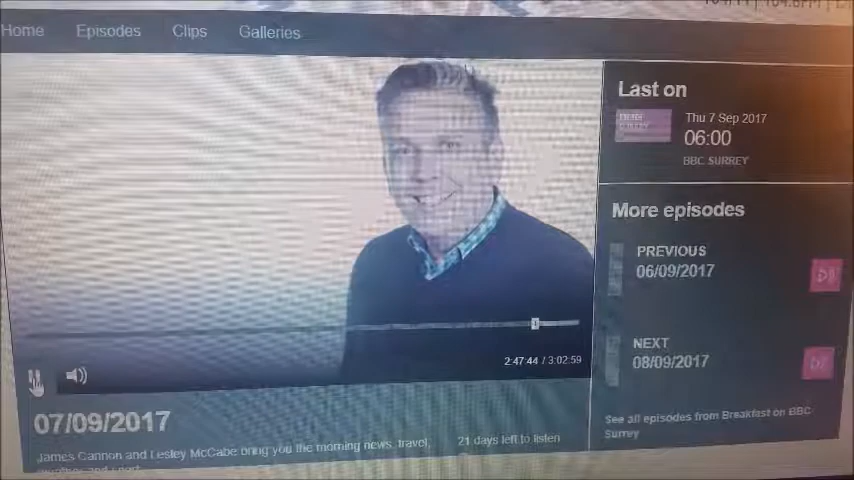 Home Episodes Clips Galleries
Last on
Thu 7 Sep 2017
06:00
BBC SURREY
More episodes
PREVIOUS
06/09/2017
NEXT
08/09/2017
See all episodes from Breakfast on BBC
Surrey
2:47:44 / 3:02:59
07/09/2017
James Cannon and Lesley McCabe bring you the morning news, travel,
21 days left to listen